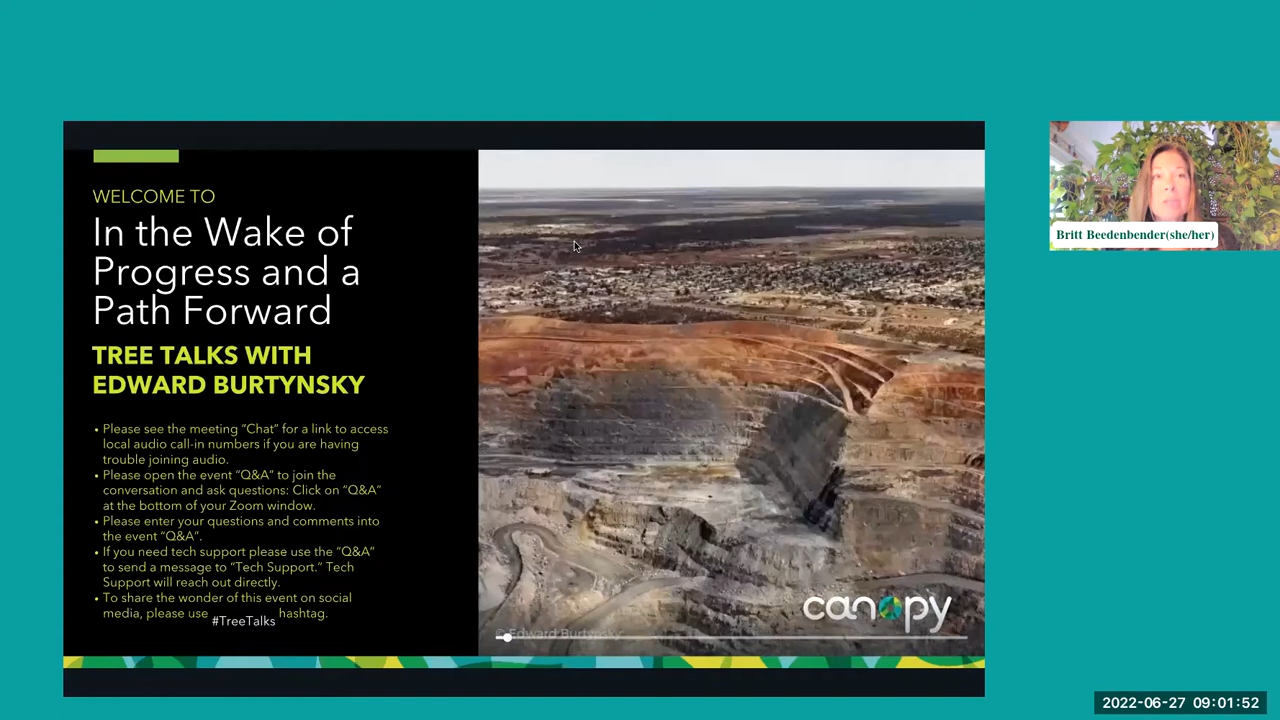 WELCOME TO
In the Wake of
Progress and a
Path Forward
TREE TALKS WITH
EDWARD BURTYNSKY
• Please see the meeting “Chat” for a link to access
local audio call-in numbers if you are having
trouble joining audio.
• Please open the event “Q&A” to join the
conversation and ask questions: Click on “Q&A”
at the bottom of your Zoom window.
• Please enter your questions and comments into
the event “Q&A”.
• If you need tech support please use the “Q&A”
to send a message to “Tech Support.” Tech
Support will reach out directly.
• To share the wonder of this event on social
media, please use #TreeTalks hashtag.
canopy
© Edward Burtynsky
Britt Beedenbender(she/her)
2022-06-27 09:01:52